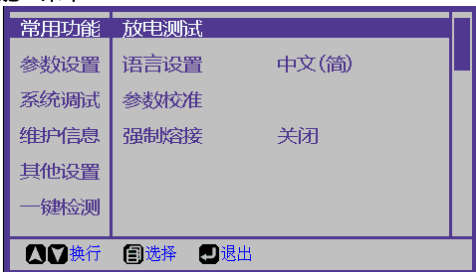 常用功能 放电测试
参数设置 语言设置 中文(简)
系统调试 参数校准
维护信息 强制熔接 关闭
其他设置
一键检测
换行 选择 退出